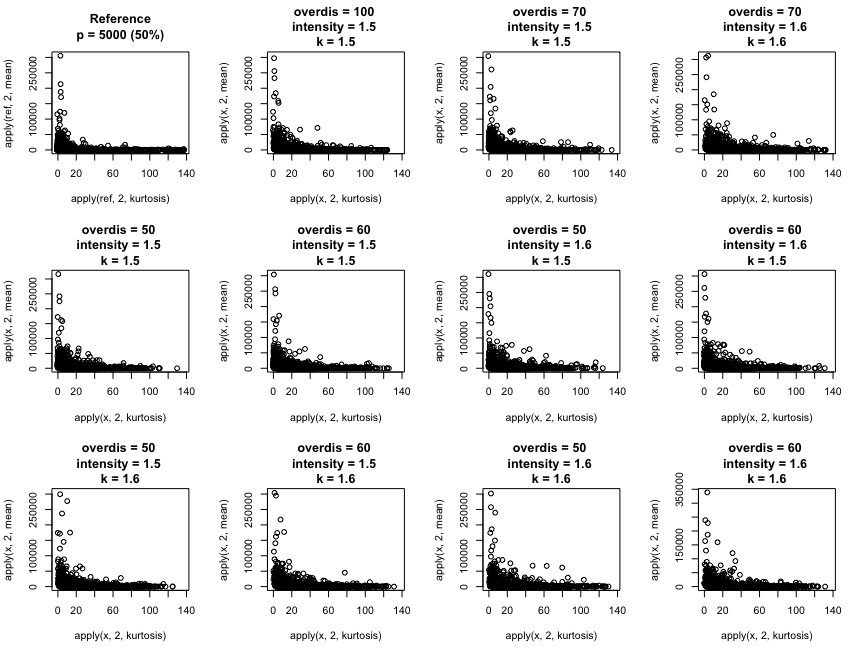 Reference
p = 5000 (50%)
apply(ref, 2, mean)
0
100000
250000
0 20 60 100 140
apply(ref, 2, kurtosis)
overdis = 100
intensity = 1.5
k = 1.5
apply(x, 2, mean)
0
100000
250000
0 20 60 100 140
apply(x, 2, kurtosis)
overdis = 70
intensity = 1.5
k = 1.5
apply(x, 2, mean)
0
100000
250000
0 20 60 100 140
apply(x, 2, kurtosis)
overdis = 70
intensity = 1.6
k = 1.6
apply(x, 2, mean)
0
100000
250000
0 20 60 100 140
apply(x, 2, kurtosis)
overdis = 50
intensity = 1.5
k = 1.5
apply(x, 2, mean)
0
100000
250000
0 20 60 100 140
apply(x, 2, kurtosis)
overdis = 60
intensity = 1.5
k = 1.5
apply(x, 2, mean)
0
100000
250000
0 20 60 100 140
apply(x, 2, kurtosis)
overdis = 50
intensity = 1.6
k = 1.5
apply(x, 2, mean)
0
100000
250000
0 20 60 100 140
apply(x, 2, kurtosis)
overdis = 60
intensity = 1.6
k = 1.5
apply(x, 2, mean)
0
100000
250000
0 20 60 100 140
apply(x, 2, kurtosis)
overdis = 50
intensity = 1.5
k = 1.6
apply(x, 2, mean)
0
100000
250000
0 20 60 100 140
apply(x, 2, kurtosis)
overdis = 60
intensity = 1.5
k = 1.6
apply(x, 2, mean)
0
100000
250000
0 20 60 100 140
apply(x, 2, kurtosis)
overdis = 50
intensity = 1.6
k = 1.6
apply(x, 2, mean)
0
100000
250000
0 20 60 100 140
apply(x, 2, kurtosis)
overdis = 60
intensity = 1.6
k = 1.6
apply(x, 2, mean)
0
150000
350000
0 20 60 100 140
apply(x, 2, kurtosis)